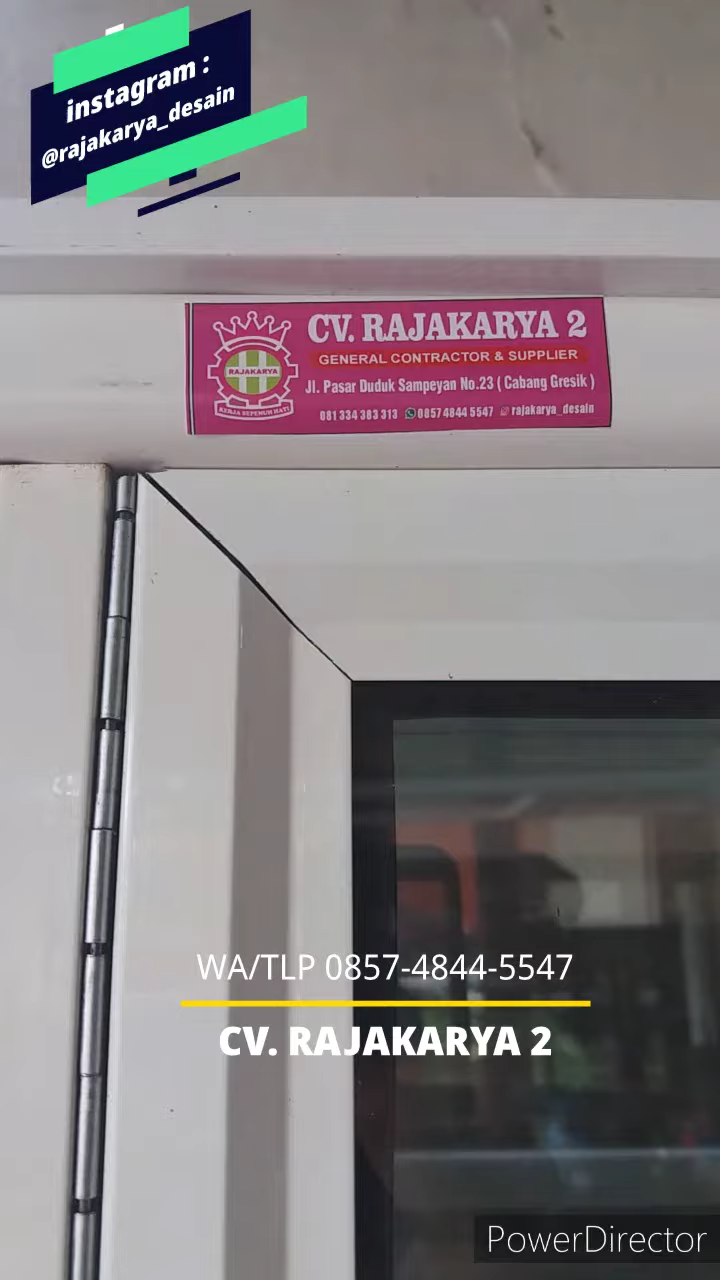 instagram :
@rajakarya_desain
CV. RAJAKARYA 2
GENERAL CONTRACTOR & SUPPLIER
Jl. Pasar Duduk Sampeyan No.23 ( Cabang Gresik )
081 334 383 313 0857 4844 5547 rajakarya_desain
RAJAKARYA
KERJA SEPENUH HATI
WA/TLP 0857-4844-5547
CV. RAJAKARYA 2
PowerDirector